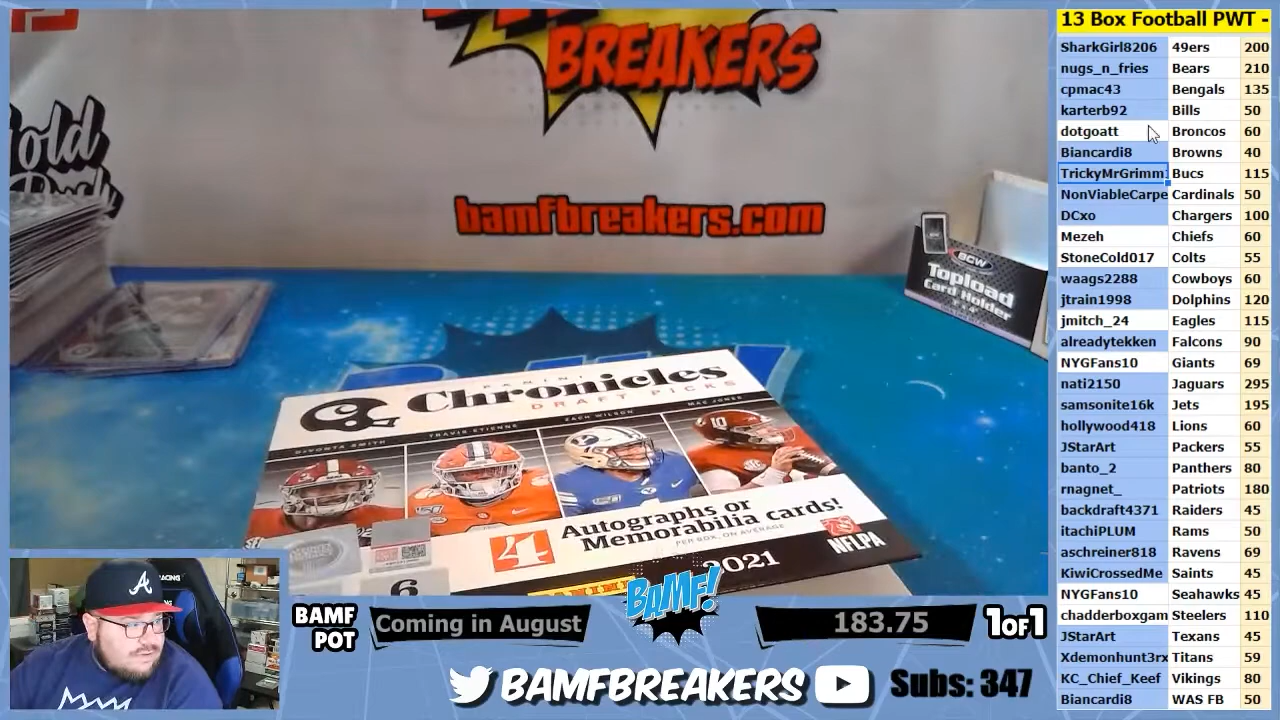 BREAKERS
bamfbreakers.com
BCW
Topload
Card Holder
PANINI
Chronicles
DRAFT PICKS
DEVONTA SMITH
TRAVIS ETIENNE
ZACH WILSON
MAC JONES
4 Autographs or
Memorabilia cards!
PER BOX, ON AVERAGE
2021
NFLPA
PANINI
6
13 Box Football PWT -
SharkGirl8206 49ers 200
nugs_n_fries Bears 210
cpmac43 Bengals 135
karterb92 Bills 50
dotgoatt Broncos 60
Biancardi8 Browns 40
TrickyMrGrimm Bucs 115
NonViableCarpe Cardinals 50
DCxo Chargers 100
Mezeh Chiefs 60
StoneCold017 Colts 55
waags2288 Cowboys 60
jtrain1998 Dolphins 120
jmitch_24 Eagles 115
alreadytekken Falcons 90
NYGFans10 Giants 69
nati2150 Jaguars 295
samsonite16k Jets 195
hollywood418 Lions 60
JStarArt Packers 55
banto_2 Panthers 80
rnagnet_ Patriots 180
backdraft4371 Raiders 45
itachiPLUM Rams 50
aschreiner818 Ravens 69
KiwiCrossedMe Saints 45
NYGFans10 Seahawks 45
chadderboxgam Steelers 110
JStarArt Texans 45
Xdemonhunt3rx Titans 59
KC_Chief_Keef Vikings 80
Biancardi8 WAS FB 50
BAMF
POT
Coming in August
BAMF!
183.75
1OF1
BAMFBREAKERS
Subs: 347